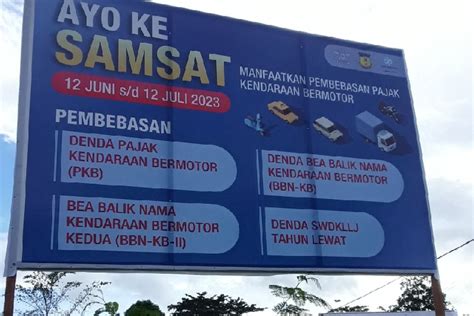 AYO KE
SAMSAT
12 JUNI s/d 12 JULI 2023
MANFAATKAN PEMBEBASAN PAJAK
KENDARAAN BERMOTOR
PEMBEBASAN
DENDA PAJAK
KENDARAAN BERMOTOR
(PKB)
DENDA BEA BALIK NAMA
KENDARAAN BERMOTOR
(BBN-KB)
BEA BALIK NAMA
KENDARAAN BERMOTOR
KEDUA (BBN-KB-II)
DENDA SWDKLLJ
TAHUN LEWAT